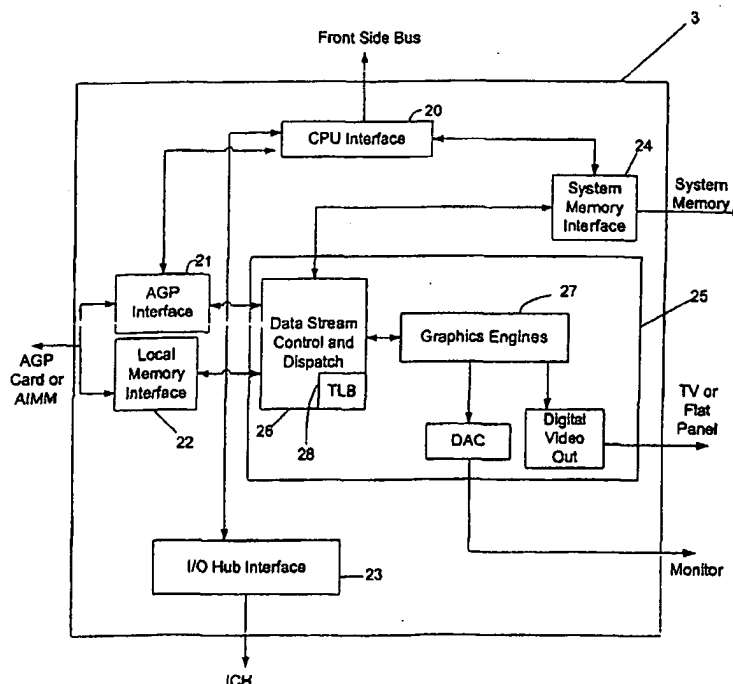 Front Side Bus
3
20
CPU Interface
24
System
Memory
Interface
System
Memory
21
AGP
Interface
27
25
Data Stream
Control and
Dispatch
Graphics Engines
AGP
Card or
AIMM
Local
Memory
Interface
TLB
TV or
Flat
Panel
22
26
28
DAC
Digital
Video
Out
I/O Hub Interface
23
Monitor
ICH